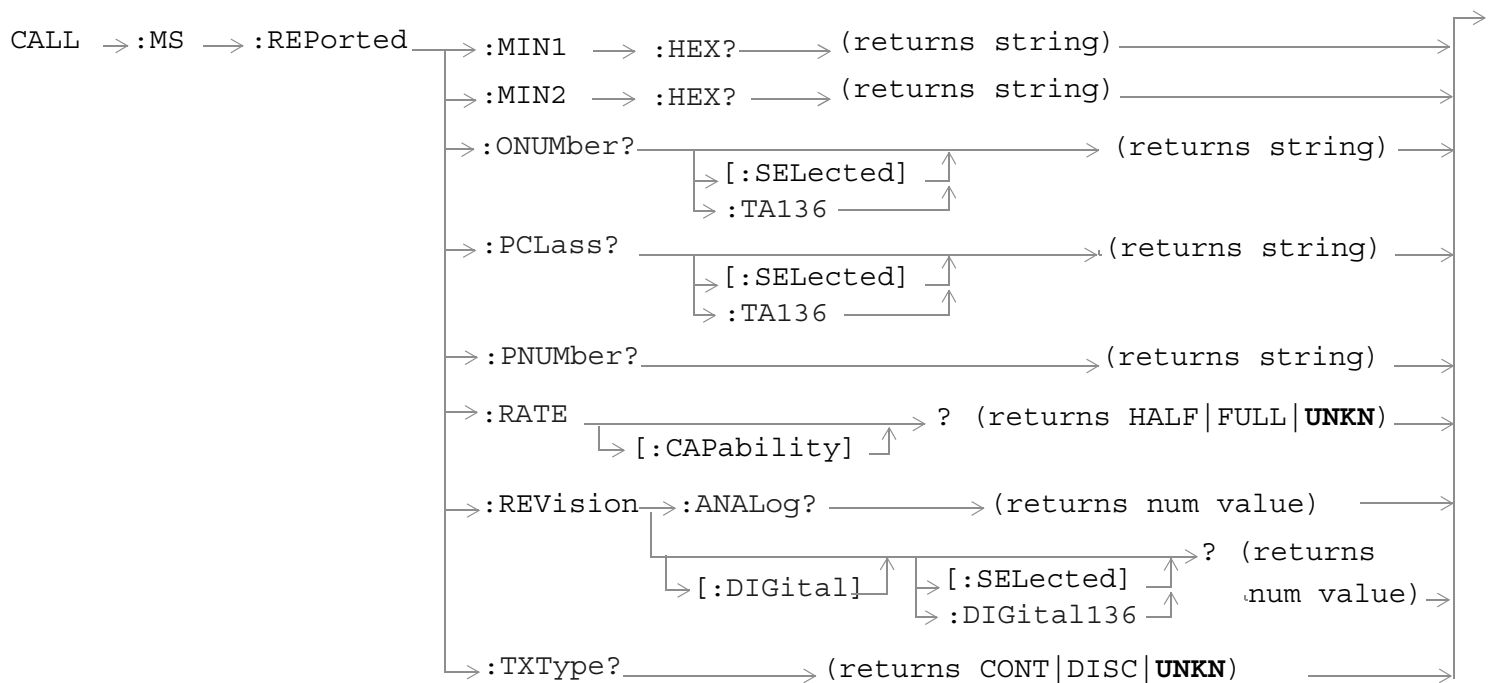 CALL :MS :REPorted :MIN1 :HEX? (returns string)
:MIN2 :HEX? (returns string)
:ONUMber? (returns string)
[:SELected]
:TA136
:PCLass? (returns string)
[:SELected]
:TA136
:PNUMber? (returns string)
:RATE ? (returns HALF|FULL|UNKN)
[:CAPability]
:REVision :ANALog? (returns num value)
? (returns
[:DIGital] [:SELected] num value)
:DIGital136
:TXType? (returns CONT|DISC|UNKN)